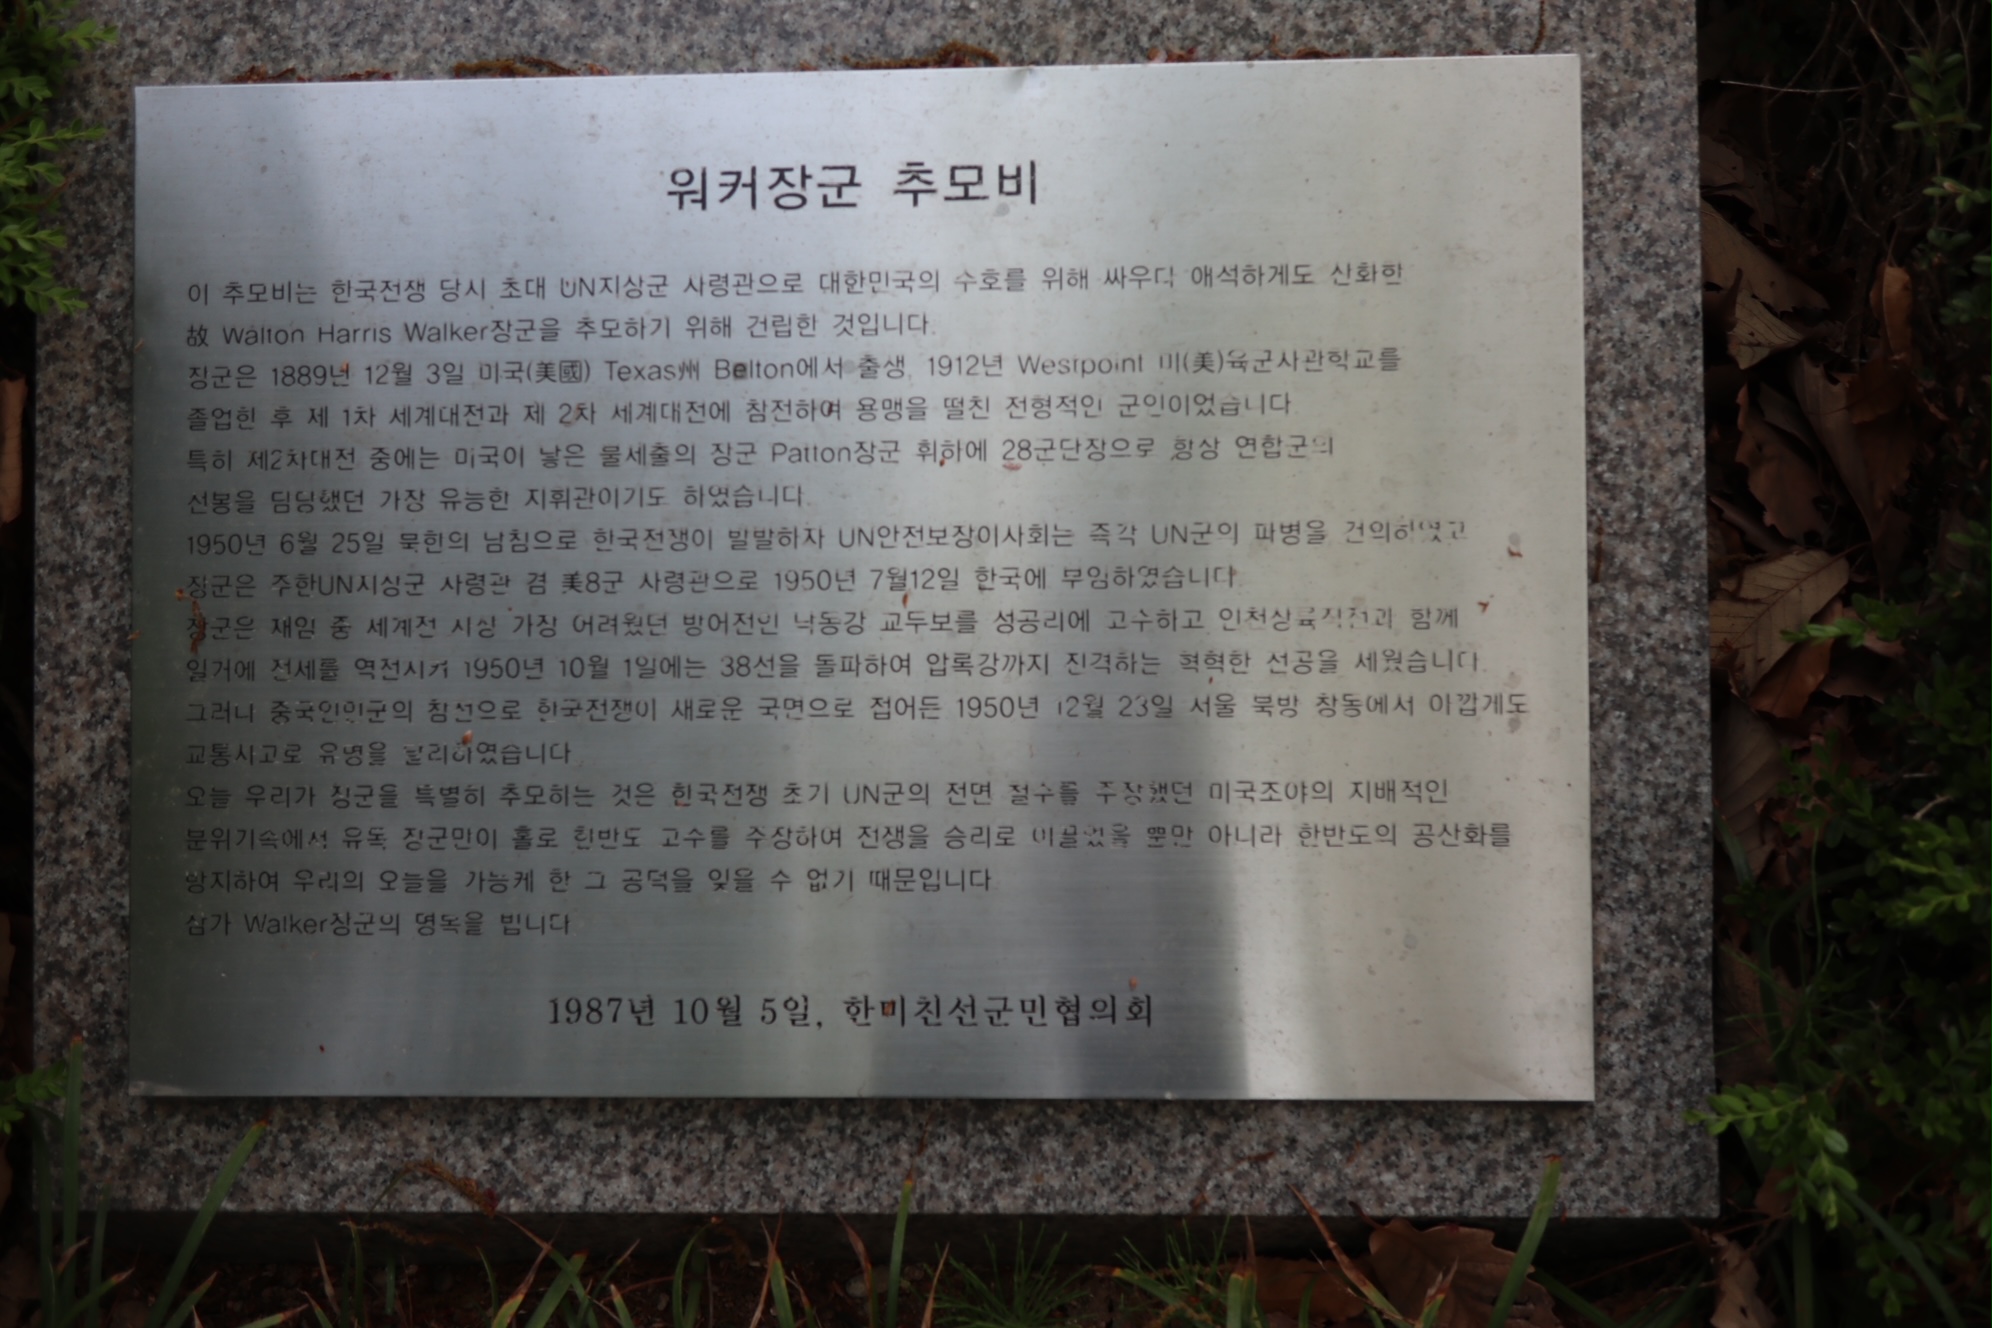 워커장군 추모비
이 추모비는 한국전쟁 당시 초대 UN지상군 사령관으로 대한민국의 수호를 위해 싸우다 애석하게도 산화한
故 Walton Harris Walker장군을 추모하기 위해 건립한 것입니다.
장군은 1889년 12월 3일 미국(美國) Texas州 Belton에서 출생, 1912년 Westpoint 미(美)육군사관학교를
졸업한 후 제 1차 세계대전과 제 2차 세계대전에 참전하여 용맹을 떨친 전형적인 군인이었습니다.
특히 제2차대전 중에는 미국이 낳은 불세출의 장군 Patton장군 휘하에 28군단장으로 항상 연합군의
선봉을 담당했던 가장 유능한 지휘관이기도 하였습니다.
1950년 6월 25일 북한의 남침으로 한국전쟁이 발발하자 UN안전보장이사회는 즉각 UN군의 파병을 건의하였고
장군은 주한UN지상군 사령관 겸 美8군 사령관으로 1950년 7월12일 한국에 부임하였습니다.
장군은 재임 중 세계전 사상 가장 어려웠던 방어전인 낙동강 교두보를 성공리에 고수하고 인천상륙작전과 함께
일거에 전세를 역전시켜 1950년 10월 1일에는 38선을 돌파하여 압록강까지 진격하는 혁혁한 선공을 세웠습니다.
그러나 중국인민군의 참전으로 한국전쟁이 새로운 국면으로 접어든 1950년 12월 23일 서울 북방 창동에서 아깝게도
교통사고로 유명을 달리하였습니다.
오늘 우리가 장군을 특별히 추모하는 것은 한국전쟁 초기 UN군의 전면 철수를 주장했던 미국조야의 지배적인
분위기속에서 유독 장군만이 홀로 한반도 고수를 주장하여 전쟁을 승리로 이끌었을 뿐만 아니라 한반도의 공산화를
방지하여 우리의 오늘을 가능케 한 그 공덕을 잊을 수 없기 때문입니다.
삼가 Walker장군의 명복을 빕니다
1987년 10월 5일, 한미친선군민협의회